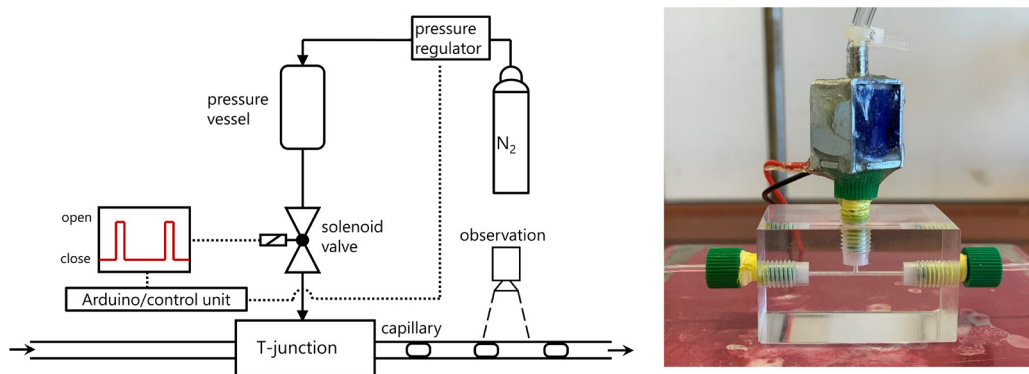 pressure
regulator
pressure
vessel
N2
open
close
solenoid
valve
observation
Arduino/control unit
capillary
T-junction